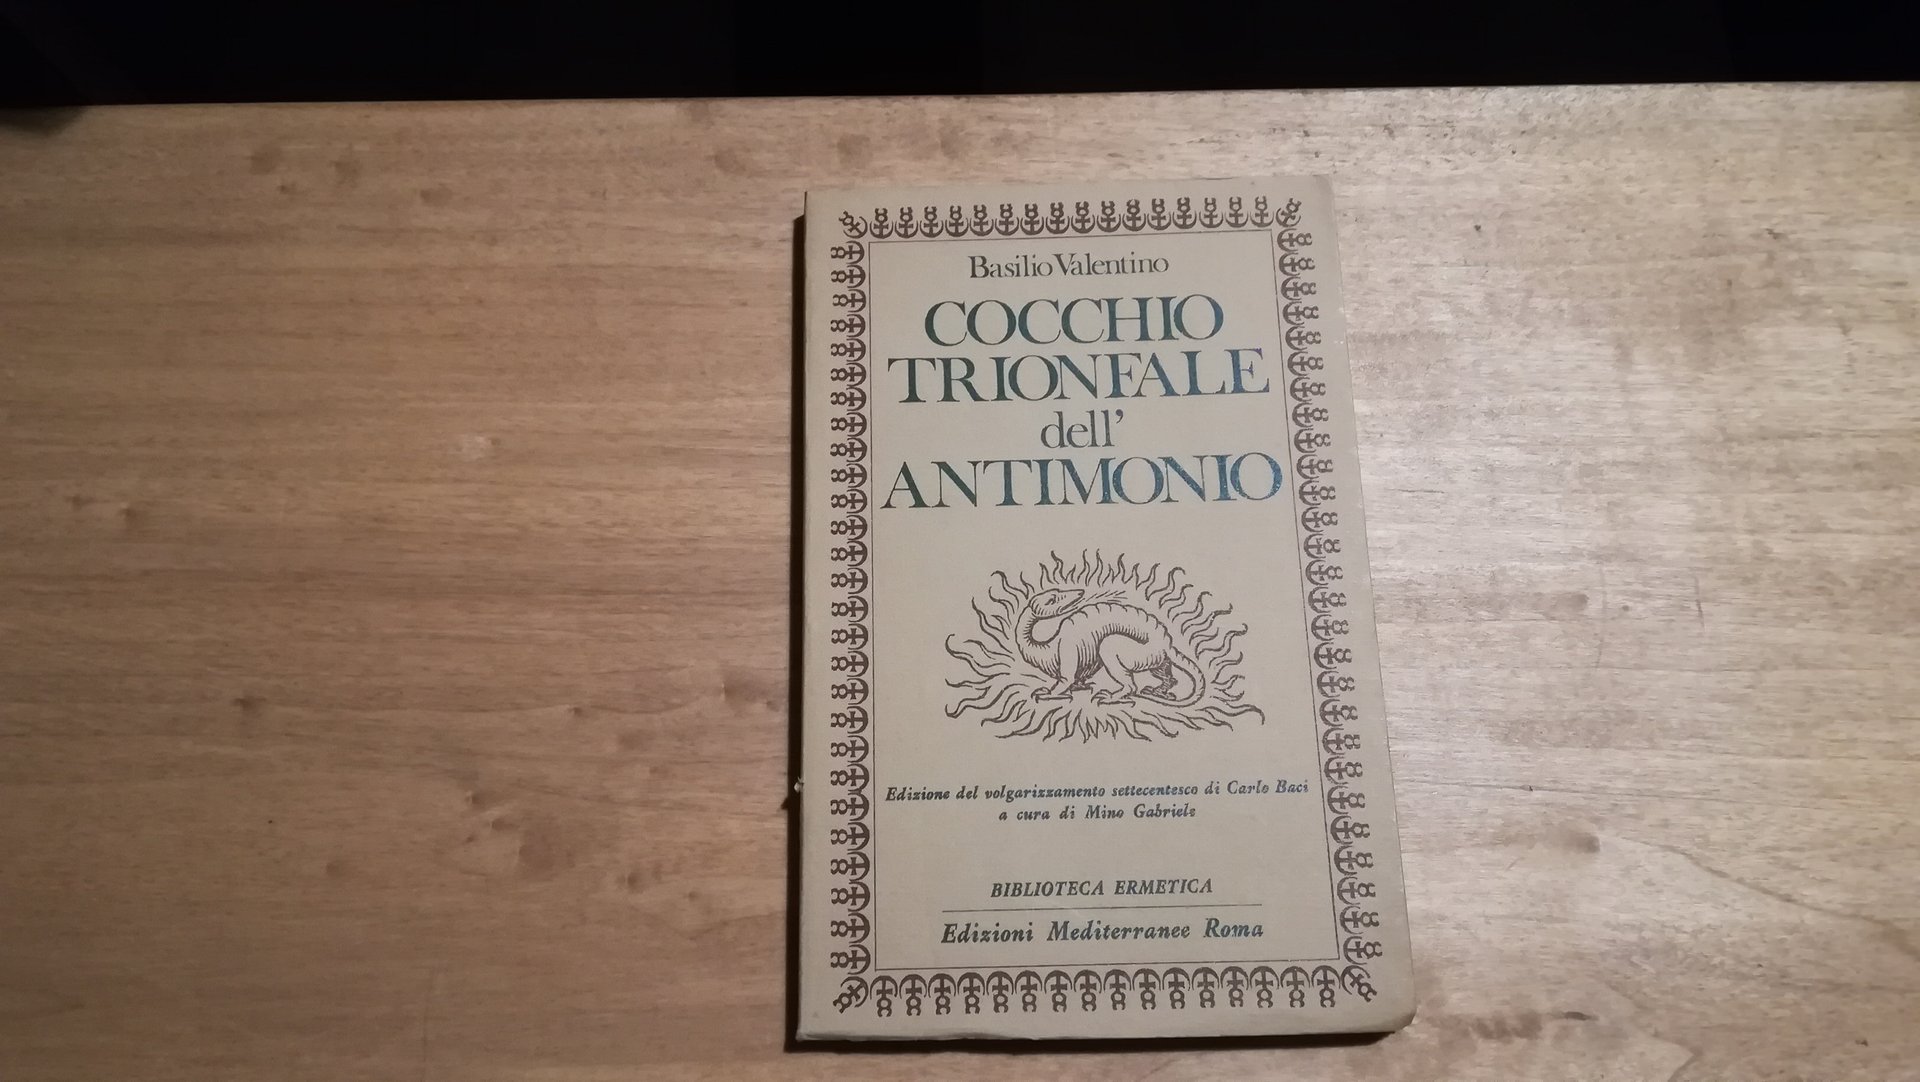 Basilio Valentino
COCCHIO
TRIONFALE
dell'
ANTIMONIO
Edizione del volgarizzamento settecentesco di Carlo Baci
a cura di Mino Gabriele
BIBLIOTECA ERMETICA
Edizioni Mediterranee Roma